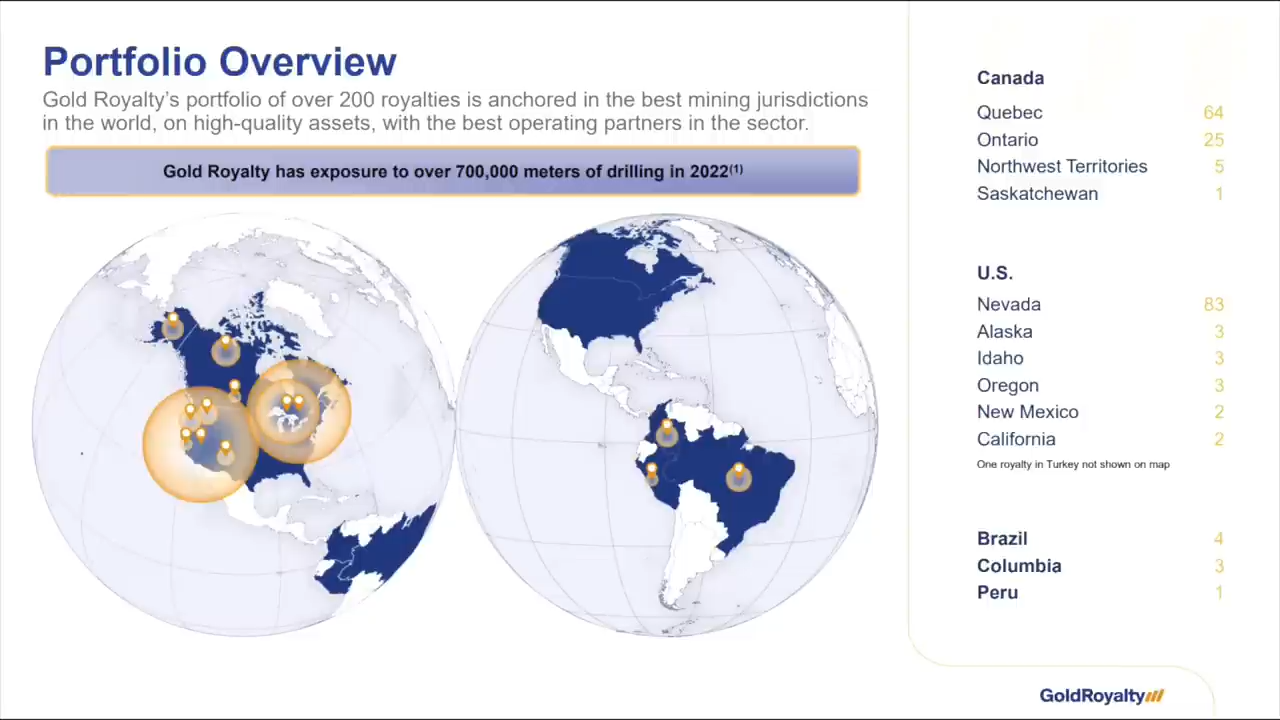 Portfolio Overview
Gold Royalty's portfolio of over 200 royalties is anchored in the best mining jurisdictions
in the world, on high-quality assets, with the best operating partners in the sector.
Gold Royalty has exposure to over 700,000 meters of drilling in 2022(1)
Canada
Quebec 64
Ontario 25
Northwest Territories 5
Saskatchewan 1
U.S.
Nevada 83
Alaska 3
Idaho 3
Oregon 3
New Mexico 2
California 2
One royalty in Turkey not shown on map
Brazil 4
Columbia 3
Peru 1
GoldRoyalty